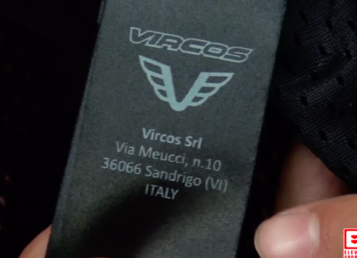 VIRCOS
Vircos Srl
Via Meucci, n.10
36066 Sandrigo (VI)
ITALY